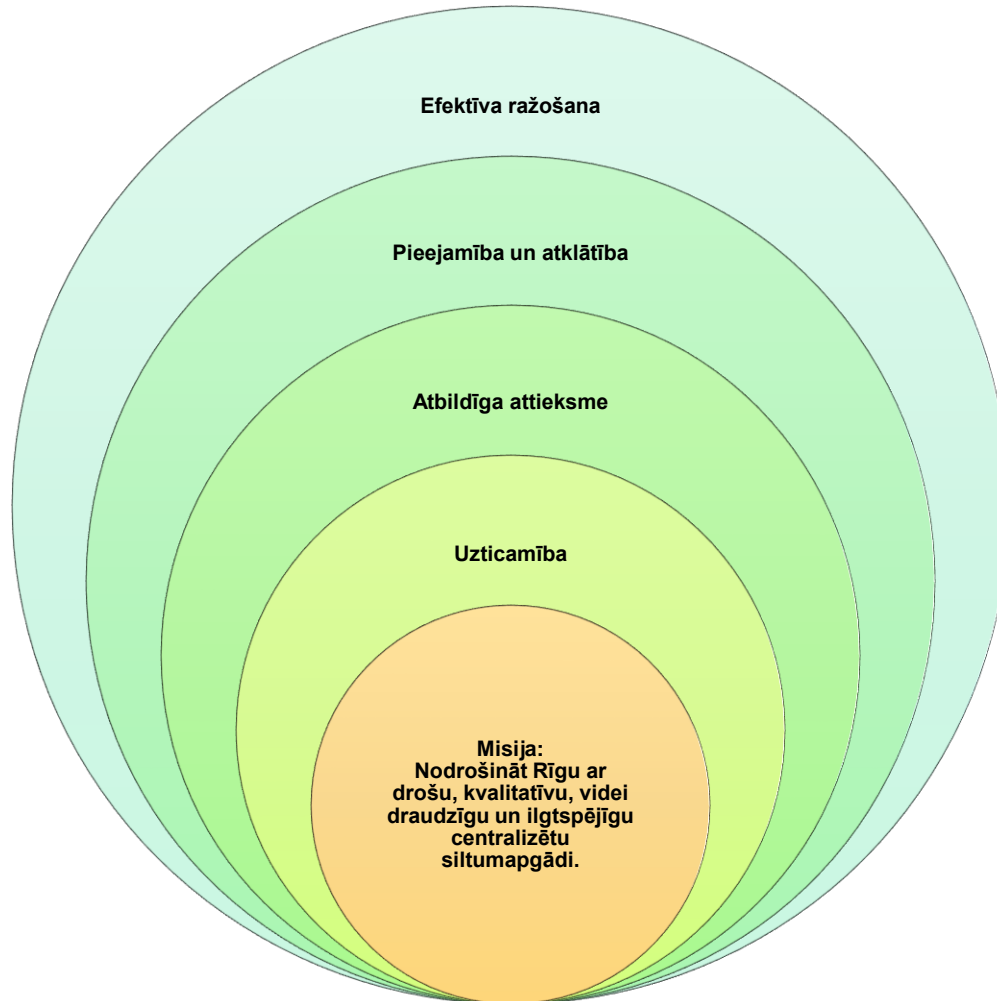 Efektīva ražošana
Pieejamība un atklātība
Atbildīga attieksme
Uzticamība
Misija:
Nodrošināt Rīgu ar
drošu, kvalitatīvu, videi
draudzīgu un ilgtspējīgu
centralizētu
siltumapgādi.